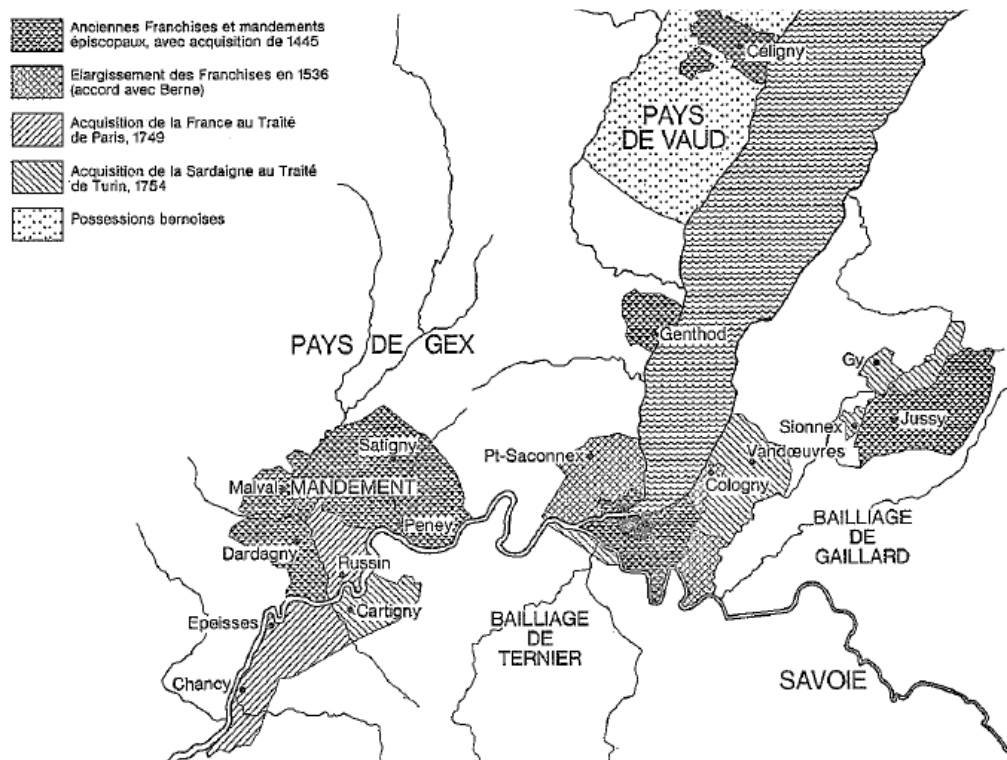 Anciennes Franchises et mandements
épiscopaux, avec acquisition de 1445
Elargissement des Franchises en 1536
(accord avec Berne)
Acquisition de la France au Traité
de Paris, 1749
Acquisition de la Sardaigne au Traité
de Turin, 1754
Possessions bernoises
Céligny
PAYS
DE VAUD
Genthod
PAYS DE GEX
Gy
Jussy
Sionnex
Satigny
Pt-Saconnex
Vandœuvres
Cologny
Malval
MANDEMENT
Peney
Dardagny
BAILLIAGE
DE
GAILLARD
Russin
Cartigny
Epeisses
BAILLIAGE
DE
TERNIER
Chancy
SAVOIE